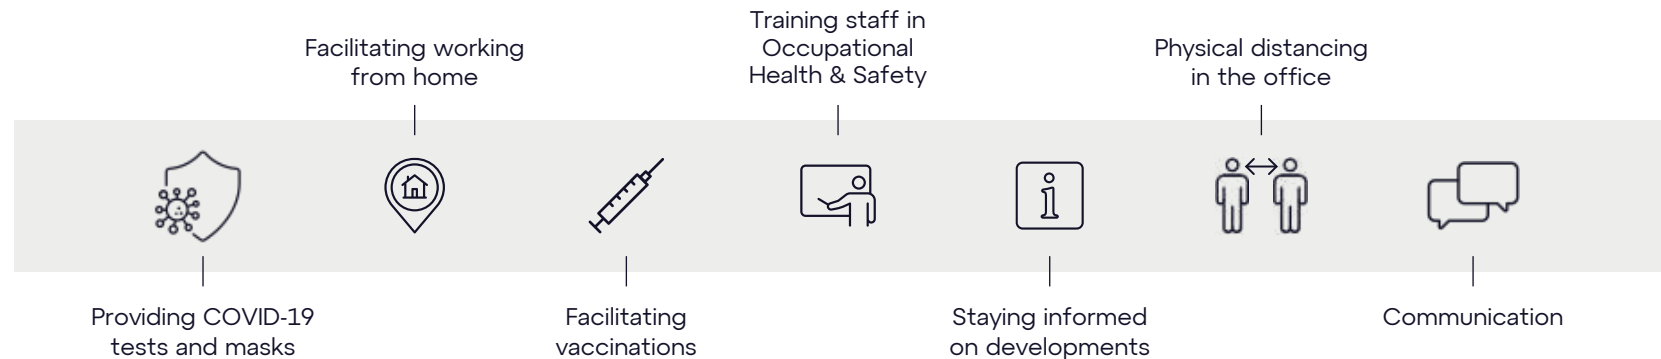 Providing COVID-19
tests and masks
Facilitating working
from home
Facilitating
vaccinations
Training staff in
Occupational
Health & Safety
Staying informed
on developments
Physical distancing
in the office
Communication